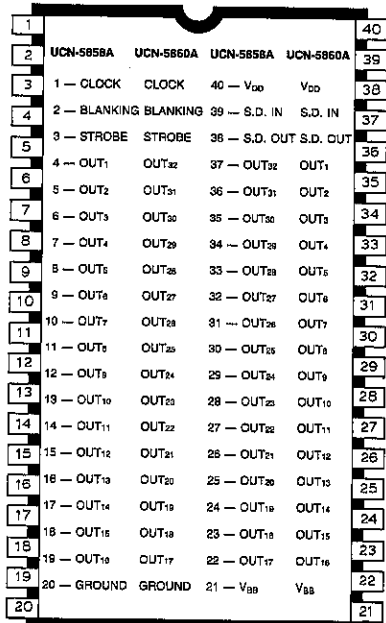 1
2
3
4
5
6
7
8
9
10
11
12
13
14
15
16
17
18
19
20
UCN-5858A UCN-5860A UCN-5858A UCN-5860A
1 — CLOCK CLOCK 40 — VDD VDD
2 — BLANKING BLANKING 39 — S.D. IN S.D. IN
3 — STROBE STROBE 38 — S.D. OUT S.D. OUT
4 — OUT1 OUT32 37 — OUT32 OUT1
5 — OUT2 OUT31 36 — OUT31 OUT2
6 — OUT3 OUT30 35 — OUT30 OUT3
7 — OUT4 OUT29 34 — OUT29 OUT4
8 — OUT5 OUT28 33 — OUT28 OUT5
9 — OUT6 OUT27 32 — OUT27 OUT6
10 — OUT7 OUT26 31 — OUT26 OUT7
11 — OUT8 OUT25 30 — OUT25 OUT8
12 — OUT9 OUT24 29 — OUT24 OUT9
13 — OUT10 OUT23 28 — OUT23 OUT10
14 — OUT11 OUT22 27 — OUT22 OUT11
15 — OUT12 OUT21 26 — OUT21 OUT12
16 — OUT13 OUT20 25 — OUT20 OUT13
17 — OUT14 OUT19 24 — OUT19 OUT14
18 — OUT15 OUT18 23 — OUT18 OUT15
19 — OUT16 OUT17 22 — OUT17 OUT16
20 — GROUND GROUND 21 — VBB VBB
40
39
38
37
36
35
34
33
32
31
30
29
28
27
26
25
24
23
22
21